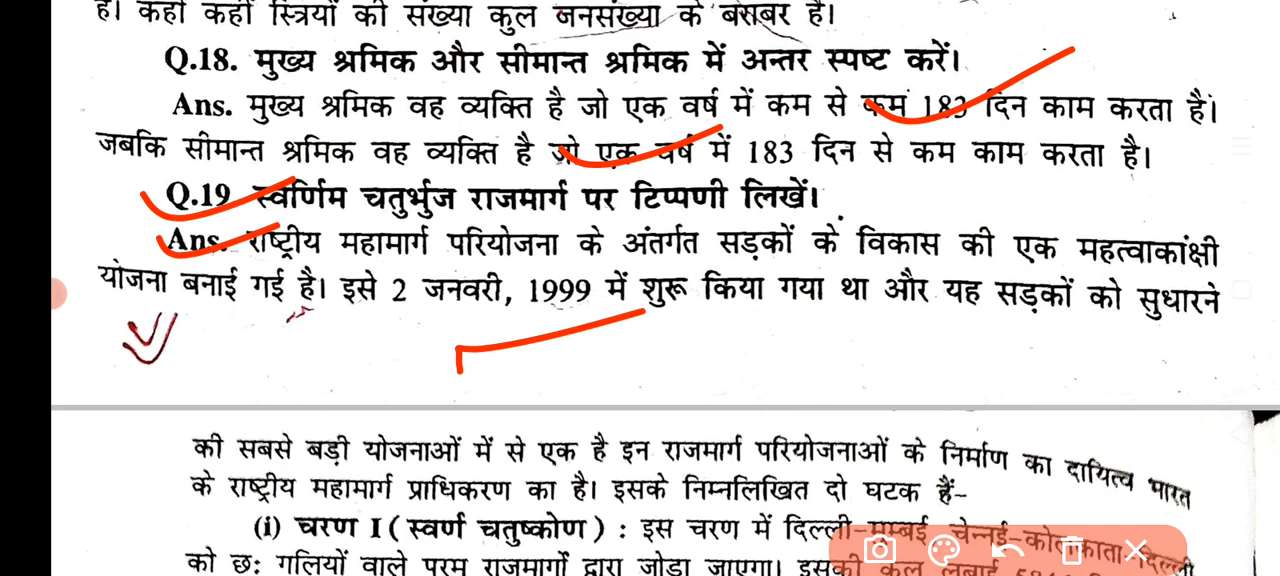 है। कहीं कहीं स्त्रियों की संख्या कुल जनसंख्या के बराबर है।
Q.18. मुख्य श्रमिक और सीमान्त श्रमिक में अन्तर स्पष्ट करें।
Ans. मुख्य श्रमिक वह व्यक्ति है जो एक वर्ष में कम से कम 183 दिन काम करता है।
जबकि सीमान्त श्रमिक वह व्यक्ति है जो एक वर्ष में 183 दिन से कम काम करता है।
Q.19 स्वर्णिम चतुर्भुज राजमार्ग पर टिप्पणी लिखें।
Ans. राष्ट्रीय महामार्ग परियोजना के अंतर्गत सड़कों के विकास की एक महत्वाकांक्षी
योजना बनाई गई है। इसे 2 जनवरी, 1999 में शुरू किया गया था और यह सड़कों को सुधारने
की सबसे बड़ी योजनाओं में से एक है इन राजमार्ग परियोजनाओं के निर्माण का दायित्व भारत
के राष्ट्रीय महामार्ग प्राधिकरण का है। इसके निम्नलिखित दो घटक हैं-
(i) चरण I (स्वर्ण चतुष्कोण) : इस चरण में दिल्ली-मुम्बई, चेन्नई-कोलकाता-दिल्ली
को छः गलियों वाले परम राजमार्गों द्वारा जोड़ा जाएगा। इसकी कुल लंबाई